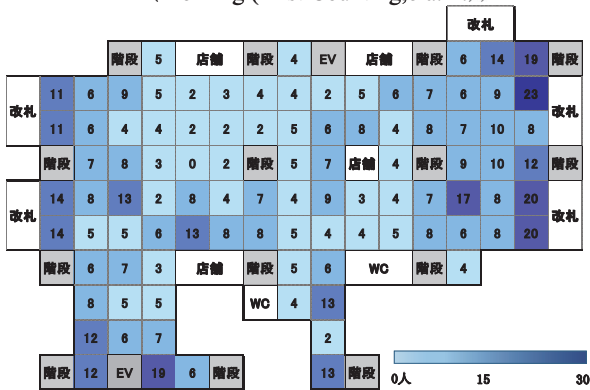 改札
階段 5 店舗 階段 4 EV 店舗 階段 6 14 19 階段
改札 11 6 9 5 2 3 4 4 2 5 6 7 6 9 23 改札
11 6 4 4 2 2 2 5 6 8 4 8 7 10 8
階段 7 8 3 0 2 階段 5 7 店舗 4 階段 9 10 12 階段
改札 14 8 13 2 8 4 7 4 9 3 4 7 17 8 20 改札
14 5 5 6 13 8 8 5 4 4 5 8 6 8 20
階段 6 7 3 店舗 階段 5 6 WC 階段 4
8 5 5 WC 4 13
12 6 7 2
階段 12 EV 19 6 階段 13 階段
0人 15 30